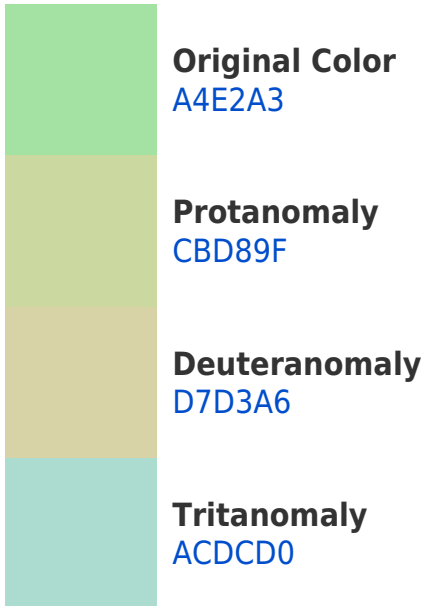 Original Color
A4E2A3
Protanomaly
CBD89F
Deuteranomaly
D7D3A6
Tritanomaly
ACDCD0